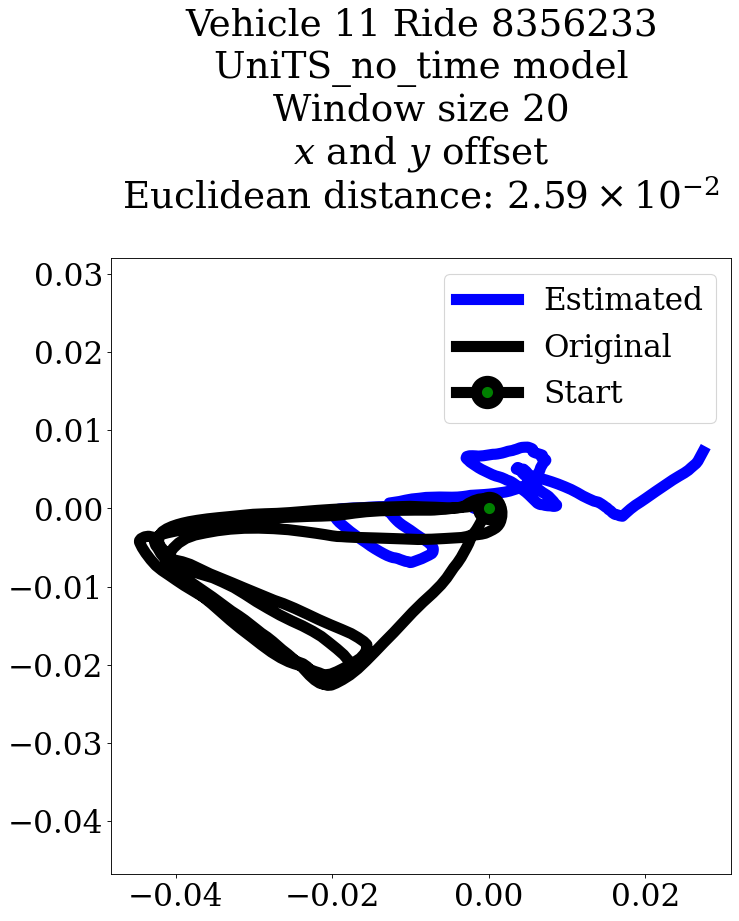 Vehicle 11 Ride 8356233
UniTS_no_time model
Window size 20
x and y offset
Euclidean distance: 2.59 × 10⁻²
Estimated
Original
Start
0.03
0.02
0.01
0.00
−0.01
−0.02
−0.03
−0.04
−0.04
−0.02
0.00
0.02